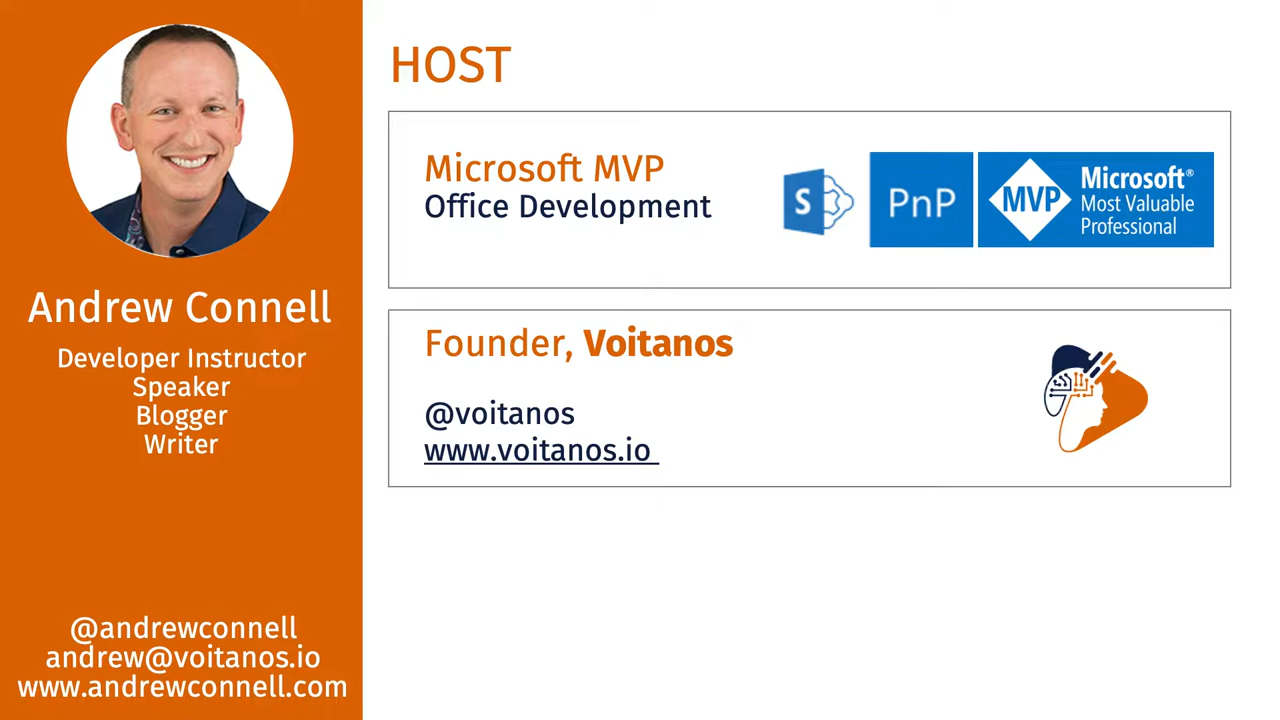 Andrew Connell
Developer Instructor
Speaker
Blogger
Writer
@andrewconnell
andrew@voitanos.io
www.andrewconnell.com
HOST
Microsoft MVP
Office Development
S
PnP
MVP
Microsoft®
Most Valuable
Professional
Founder, Voitanos
@voitanos
www.voitanos.io